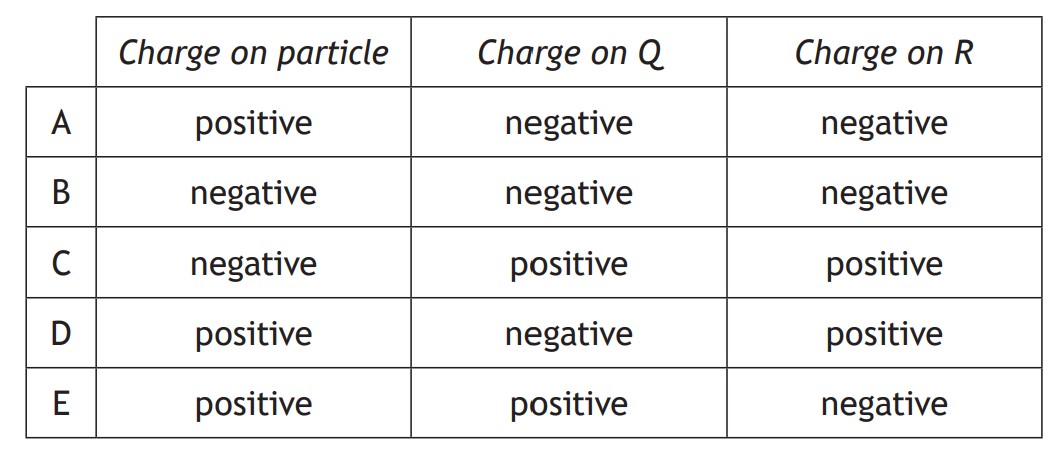 Charge on particle Charge on Q Charge on R
A positive negative negative
B negative negative negative
C negative positive positive
D positive negative positive
E positive positive negative